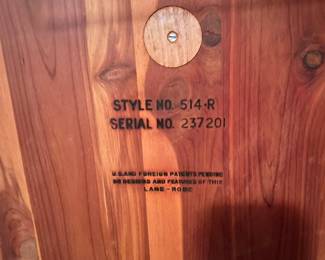 STYLE NO. 514-R
SERIAL NO. 237201
U.S. AND FOREIGN PATENTS PENDING
ON DESIGNS AND FEATURES OF THIS
LANE-ROBE